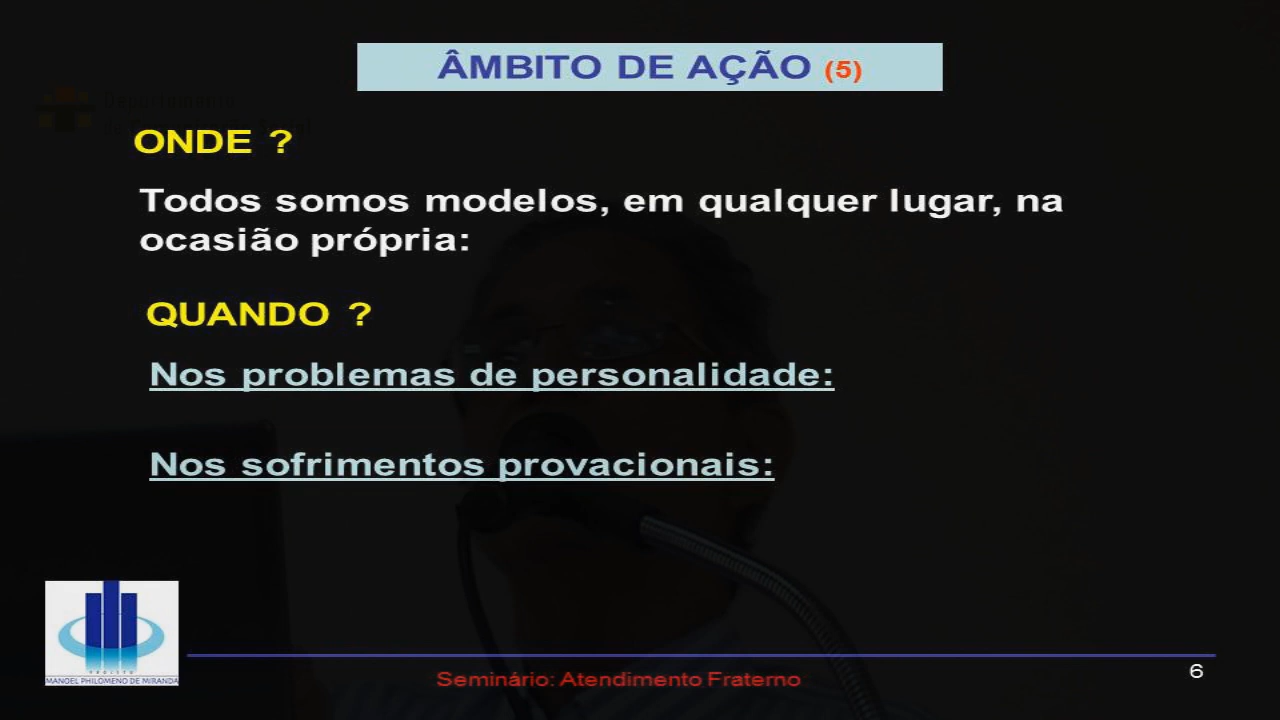 ÂMBITO DE AÇÃO (5)
ONDE ?
Todos somos modelos, em qualquer lugar, na
ocasião própria:
QUANDO ?
Nos problemas de personalidade:
Nos sofrimentos provacionais:
PROJETO
MANOEL PHILOMENO DE MIRANDA
Seminário: Atendimento Fraterno
6